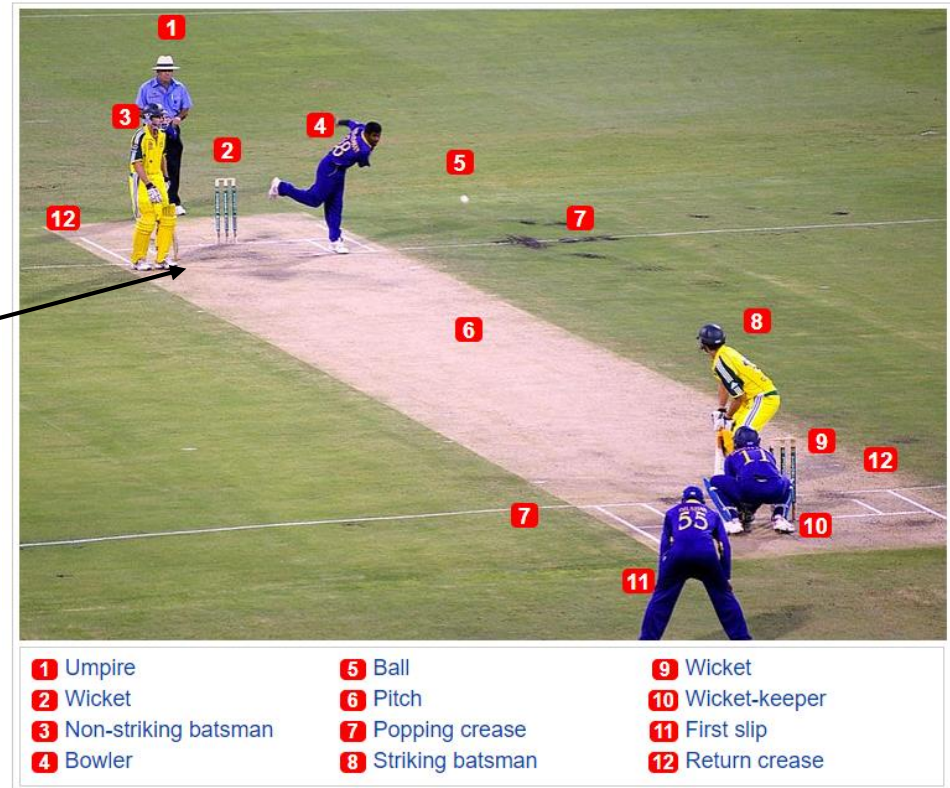 1
3
4
2
5
12
7
6
8
9
11
12
7
55
10
11
1 Umpire
2 Wicket
3 Non-striking batsman
4 Bowler
5 Ball
6 Pitch
7 Popping crease
8 Striking batsman
9 Wicket
10 Wicket-keeper
11 First slip
12 Return crease